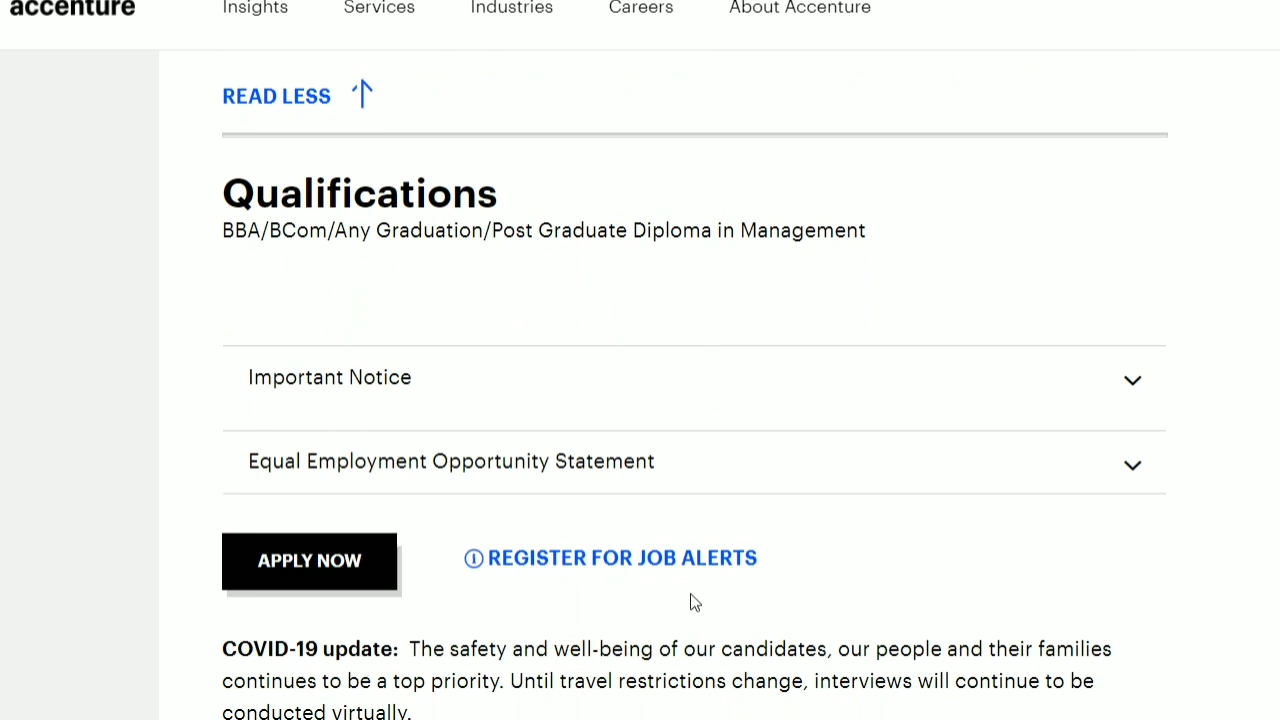 accenture
Insights Services Industries Careers About Accenture
READ LESS
Qualifications
BBA/BCom/Any Graduation/Post Graduate Diploma in Management
Important Notice
Equal Employment Opportunity Statement
APPLY NOW REGISTER FOR JOB ALERTS
COVID-19 update: The safety and well-being of our candidates, our people and their families
continues to be a top priority. Until travel restrictions change, interviews will continue to be
conducted virtually.